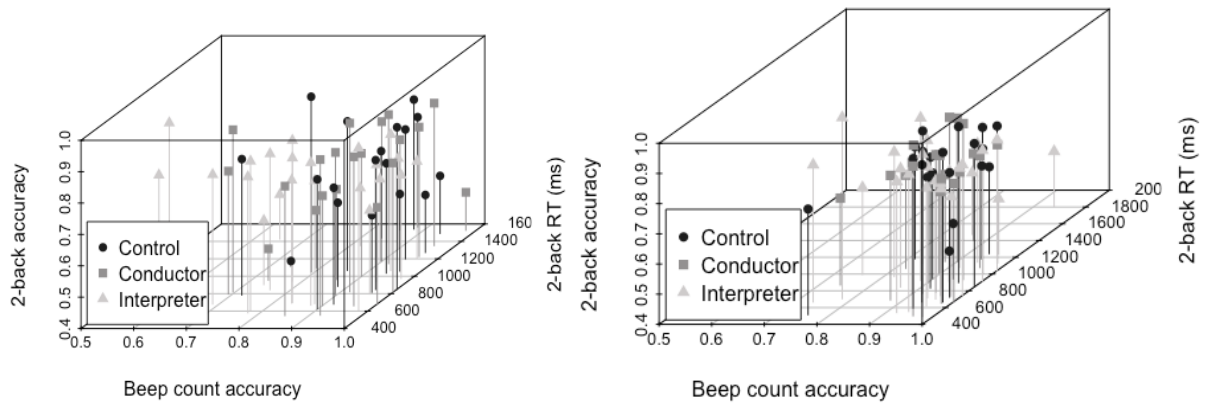 2-back accuracy
0.4 0.5 0.6 0.7 0.8 0.9 1.0
Control
Conductor
Interpreter
0.5 0.6 0.7 0.8 0.9 1.0
Beep count accuracy
400 600 800 1000 1200 1400 160
2-back RT (ms)
2-back accuracy
0.4 0.5 0.6 0.7 0.8 0.9 1.0
Control
Conductor
Interpreter
0.5 0.6 0.7 0.8 0.9 1.0
Beep count accuracy
400 600 800 1000 1200 1400 1600 1800 200
2-back RT (ms)